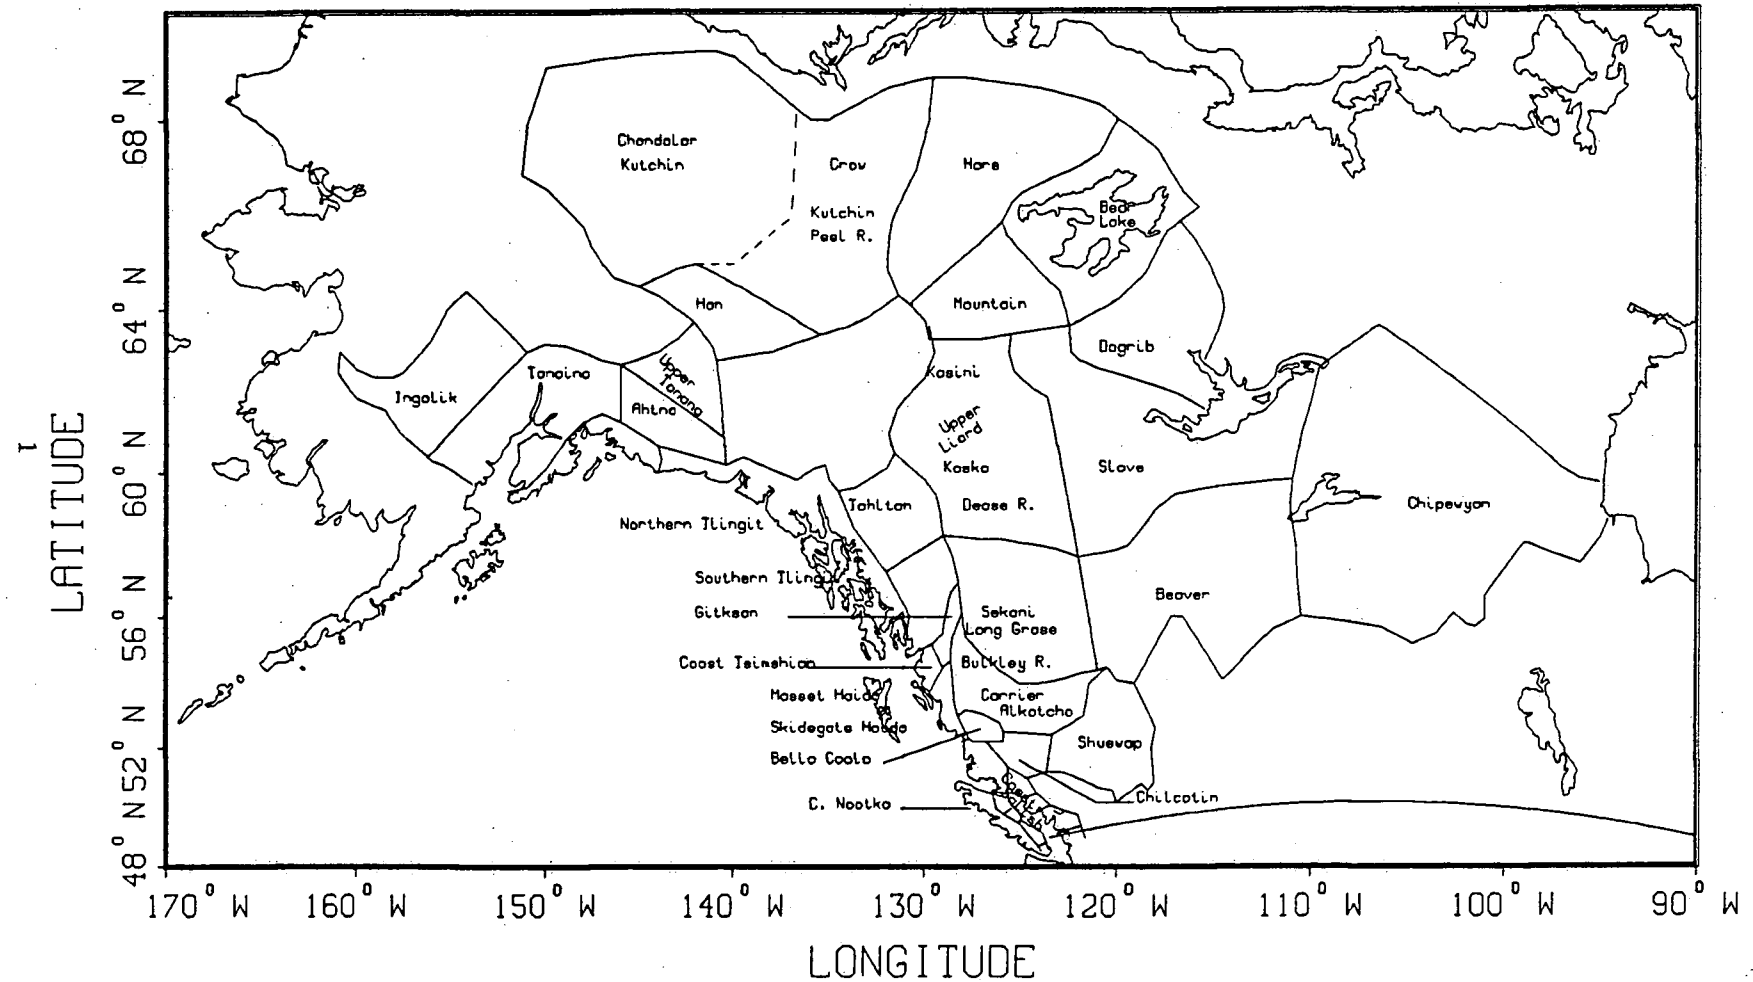 Chandalar
Kutchin
Crow
Kutchin
Peel R.
Hare
Bear
Lake
Han
Mountain
Dogrib
Ingalik
Tanaina
Upper
Tanana
Ahtna
Kasini
Upper
Liard
Kaska
Dease R.
Slave
Chipewyan
Tahltan
Northern Tlingit
Southern Tlingit
Gitksan
Sekani
Long Grass
Beaver
Coast Tsimshian
Bulkley R.
Masset Haida
Carrier
Alkatcho
Skidegate Haida
Shuswap
Bella Coola
C. Nootka
Chilcotin
Coast
68° N
64° N
60° N
56° N
52° N
48° N
LATITUDE
I
170° W 160° W 150° W 140° W 130° W 120° W 110° W 100° W 90° W
LONGITUDE